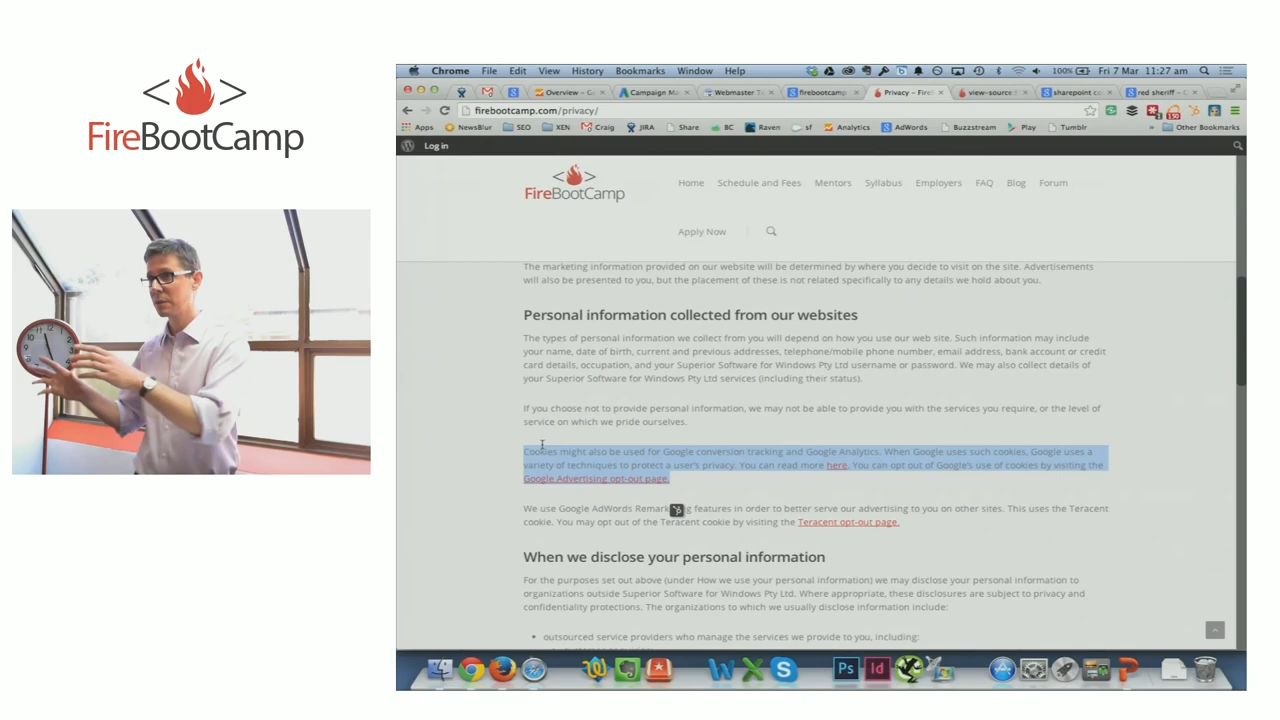 FireBootCamp
Chrome File Edit View History Bookmarks Window Help
100% Fri 7 Mar 11:27 am
Overview - G
Campaign Ma
Webmaster T
firebootcamp
Privacy - Fire
view-source:f
sharepoint co
red sheriff - C
firebootcamp.com/privacy/
Apps NewsBlur SEO XEN Craig JIRA Share BC Raven sf Analytics AdWords Buzzstream Play Tumblr » Other Bookmarks
Log in
FireBootCamp
Home Schedule and Fees Mentors Syllabus Employers FAQ Blog Forum
Apply Now
The marketing information provided on our website will be determined by where you decide to visit on the site. Advertisements
will also be presented to you, but the placement of these is not related specifically to any details we hold about you.
Personal information collected from our websites
The types of personal information we collect from you will depend on how you use our web site. Such information may include
your name, date of birth, current and previous addresses, telephone/mobile phone number, email address, bank account or credit
card details, occupation, and your Superior Software for Windows Pty Ltd username or password. We may also collect details of
your Superior Software for Windows Pty Ltd services (including their status).
If you choose not to provide personal information, we may not be able to provide you with the services you require, or the level of
service on which we pride ourselves.
Cookies might also be used for Google conversion tracking and Google Analytics. When Google uses such cookies, Google uses a
variety of techniques to protect a user's privacy. You can read more here. You can opt out of Google's use of cookies by visiting the
Google Advertising opt-out page.
We use Google AdWords Remark g features in order to better serve our advertising to you on other sites. This uses the Teracent
cookie. You may opt out of the Teracent cookie by visiting the Teracent opt-out page.
When we disclose your personal information
For the purposes set out above (under How we use your personal information) we may disclose your personal information to
organizations outside Superior Software for Windows Pty Ltd. Where appropriate, these disclosures are subject to privacy and
confidentiality protections. The organizations to which we usually disclose information include:
• outsourced service providers who manage the services we provide to you, including:
Ps Id